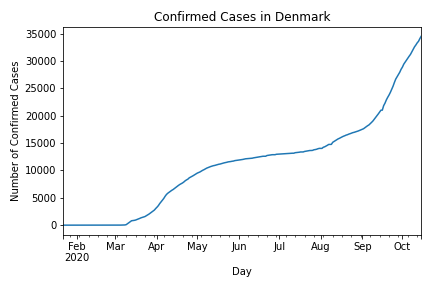 Confirmed Cases in Denmark
35000
30000
25000
20000
15000
10000
5000
0
Number of Confirmed Cases
Feb Mar Apr May Jun Jul Aug Sep Oct
2020
Day